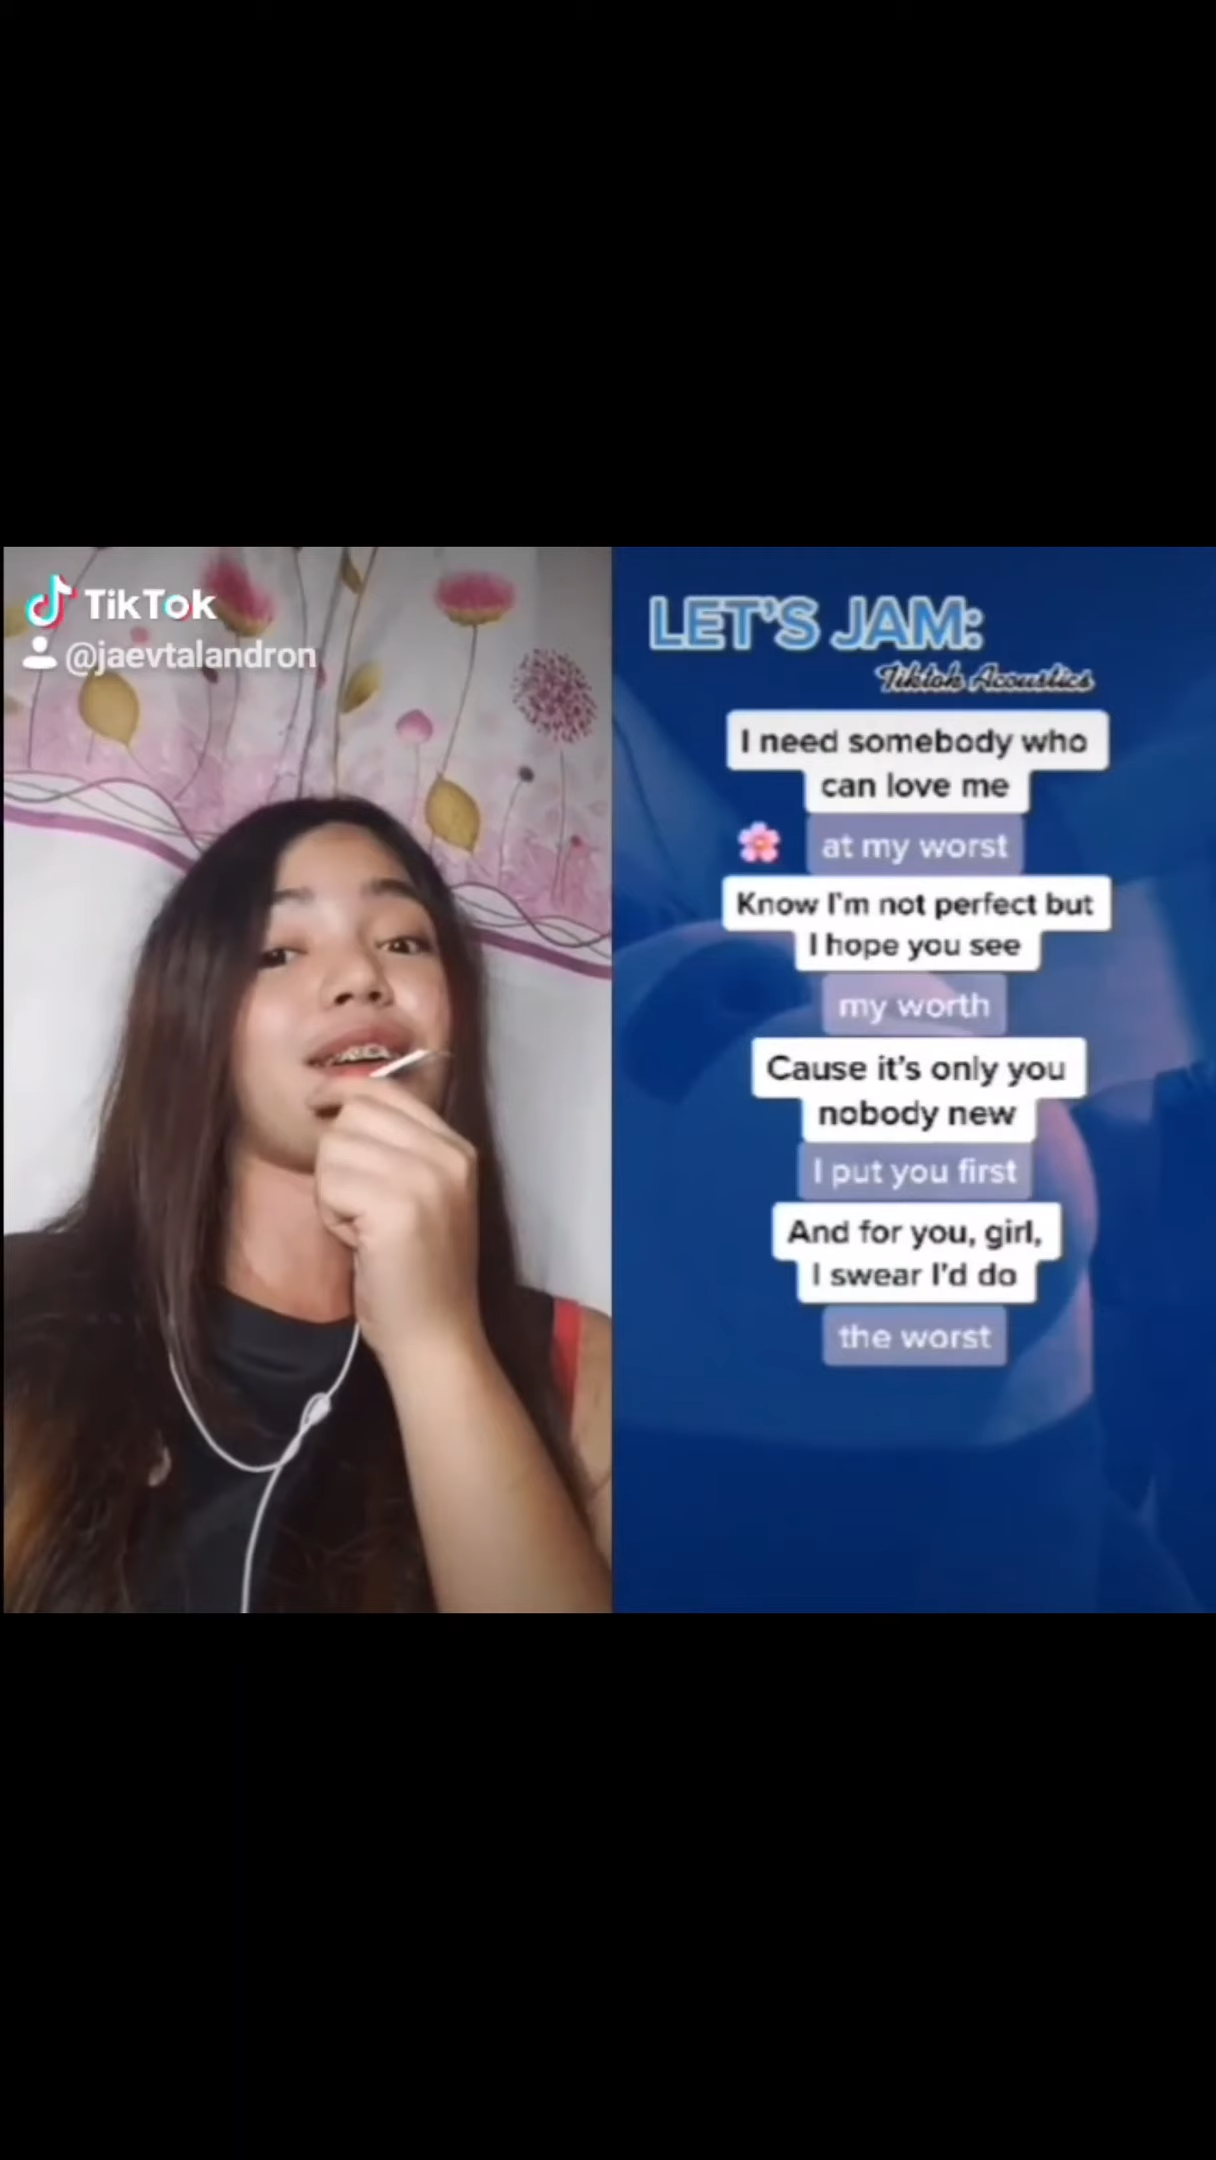 TikTok
@jaevtalandron
LET'S JAM:
Tiktok Acoustics
I need somebody who
can love me
at my worst
Know I'm not perfect but
I hope you see
my worth
Cause it's only you
nobody new
I put you first
And for you, girl,
I swear I'd do
the worst